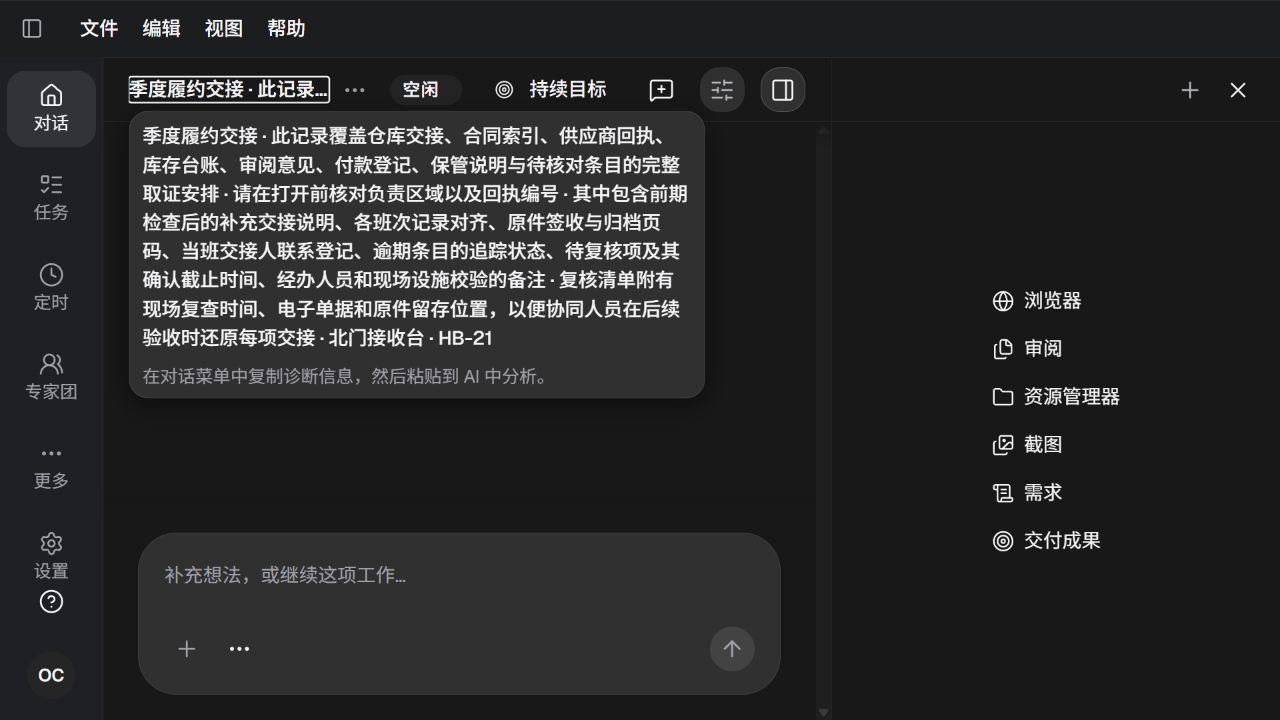 文件 编辑 视图 帮助
对话
任务
定时
专家团
更多
设置
OC
季度履约交接 · 此记录...
空闲
持续目标
季度履约交接 · 此记录覆盖仓库交接、合同索引、供应商回执、
库存台账、审阅意见、付款登记、保管说明与待核对条目的完整
取证安排 · 请在打开前核对负责区域以及回执编号 · 其中包含前期
检查后的补充交接说明、各班次记录对齐、原件签收与归档页
码、当班交接人联系登记、逾期条目的追踪状态、待复核项及其
确认截止时间、经办人员和现场设施校验的备注 · 复核清单附有
现场复查时间、电子单据和原件留存位置，以便协同人员在后续
验收时还原每项交接 · 北门接收台 · HB-21
在对话菜单中复制诊断信息，然后粘贴到 AI 中分析。
补充想法，或继续这项工作...
浏览器
审阅
资源管理器
截图
需求
交付成果